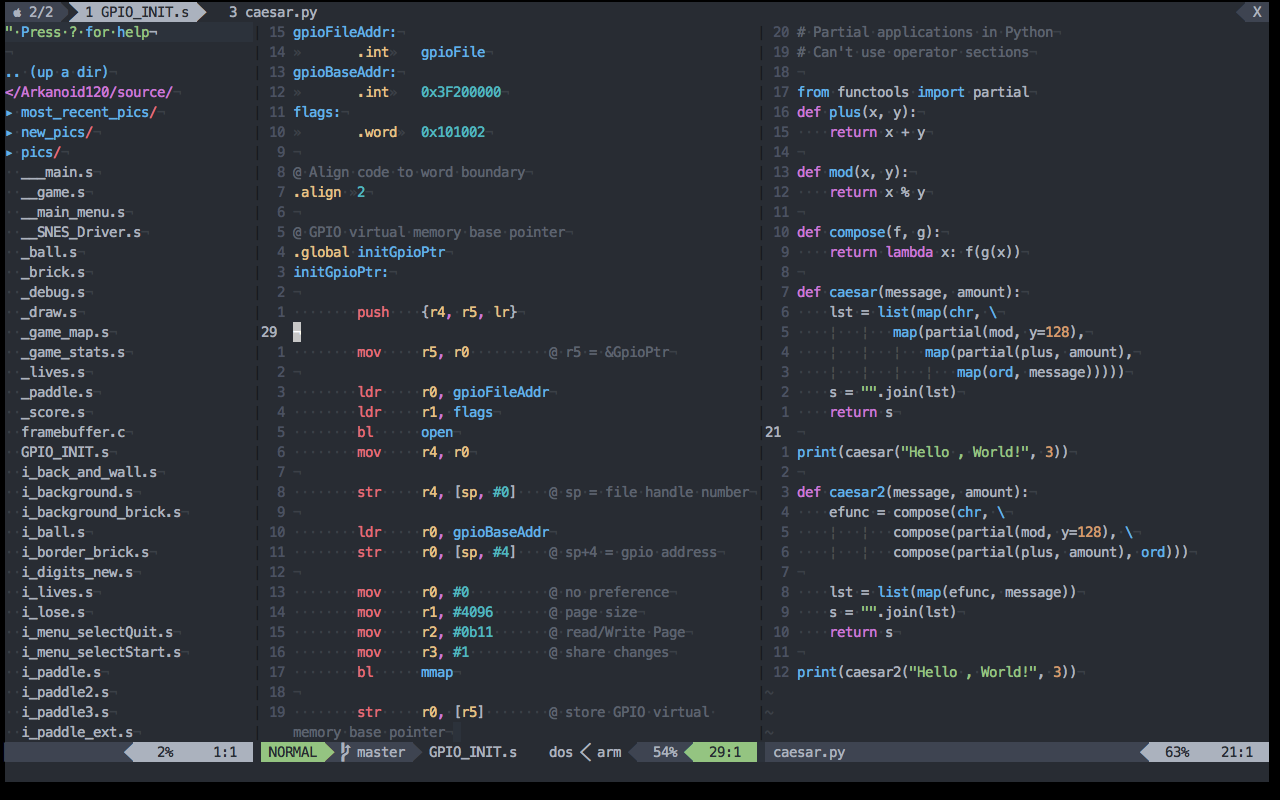 2/2 1 GPIO_INIT.s 3 caesar.py X
" Press ? for help
.. (up a dir)
</Arkanoid120/source/
▸ most_recent_pics/
▸ new_pics/
▸ pics/
___main.s
__game.s
__main_menu.s
__SNES_Driver.s
_ball.s
_brick.s
_debug.s
_draw.s
_game_map.s
_game_stats.s
_lives.s
_paddle.s
_score.s
framebuffer.c
GPIO_INIT.s
i_back_and_wall.s
i_background.s
i_background_brick.s
i_ball.s
i_border_brick.s
i_digits_new.s
i_lives.s
i_lose.s
i_menu_selectQuit.s
i_menu_selectStart.s
i_paddle.s
i_paddle2.s
i_paddle3.s
i_paddle_ext.s
2% 1:1
15 gpioFileAddr:
14 .int gpioFile
13 gpioBaseAddr:
12 .int 0x3F200000
11 flags:
10 .word 0x101002
9
8 @ Align code to word boundary
7 .align 2
6
5 @ GPIO virtual memory base pointer
4 .global initGpioPtr
3 initGpioPtr:
2
1 push {r4, r5, lr}
29
1 mov r5, r0 @ r5 = &GpioPtr
2
3 ldr r0, gpioFileAddr
4 ldr r1, flags
5 bl open
6 mov r4, r0
7
8 str r4, [sp, #0] @ sp = file handle number
9
10 ldr r0, gpioBaseAddr
11 str r0, [sp, #4] @ sp+4 = gpio address
12
13 mov r0, #0 @ no preference
14 mov r1, #4096 @ page size
15 mov r2, #0b11 @ read/Write Page
16 mov r3, #1 @ share changes
17 bl mmap
18
19 str r0, [r5] @ store GPIO virtual
memory base pointer
NORMAL master GPIO_INIT.s dos < arm 54% 29:1
20 # Partial applications in Python
19 # Can't use operator sections
18
17 from functools import partial
16 def plus(x, y):
15 return x + y
14
13 def mod(x, y):
12 return x % y
11
10 def compose(f, g):
9 return lambda x: f(g(x))
8
7 def caesar(message, amount):
6 lst = list(map(chr, \
5 map(partial(mod, y=128),
4 map(partial(plus, amount),
3 map(ord, message)))))
2 s = "".join(lst)
1 return s
21
1 print(caesar("Hello , World!", 3))
2
3 def caesar2(message, amount):
4 efunc = compose(chr, \
5 compose(partial(mod, y=128), \
6 compose(partial(plus, amount), ord)))
7
8 lst = list(map(efunc, message))
9 s = "".join(lst)
10 return s
11
12 print(caesar2("Hello , World!", 3))
~
~
~
caesar.py 63% 21:1